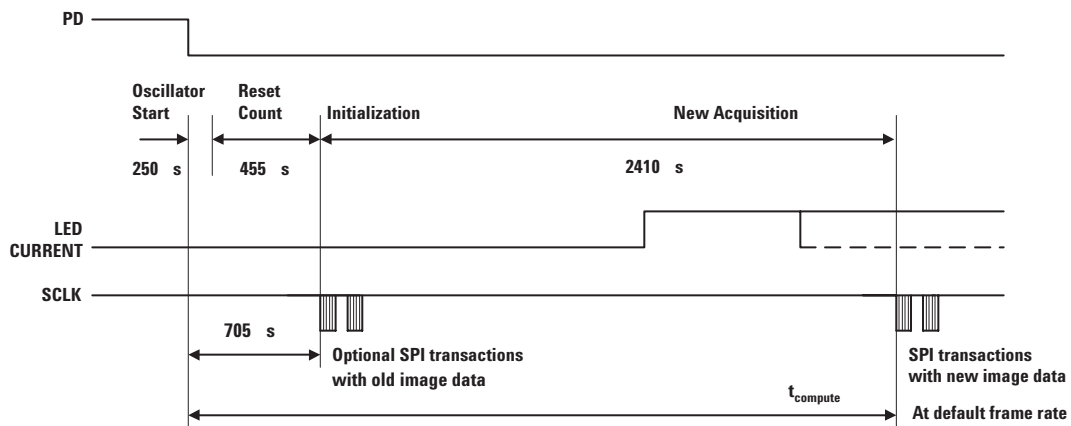 PD
Oscillator
Start
Reset
Count
Initialization
New Acquisition
250 s
455 s
2410 s
LED
CURRENT
SCLK
705 s
Optional SPI transactions
with old image data
SPI transactions
with new image data
tcompute
At default frame rate